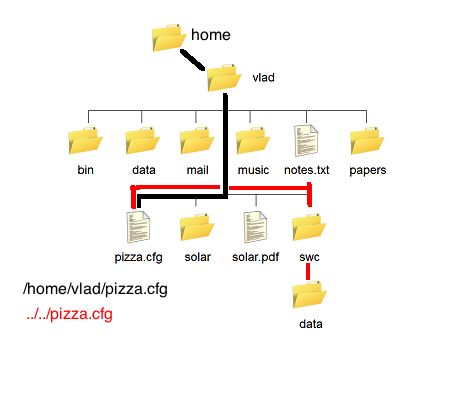 home
vlad
bin data mail music notes.txt papers
pizza.cfg solar solar.pdf swc
/home/vlad/pizza.cfg
../../pizza.cfg
data